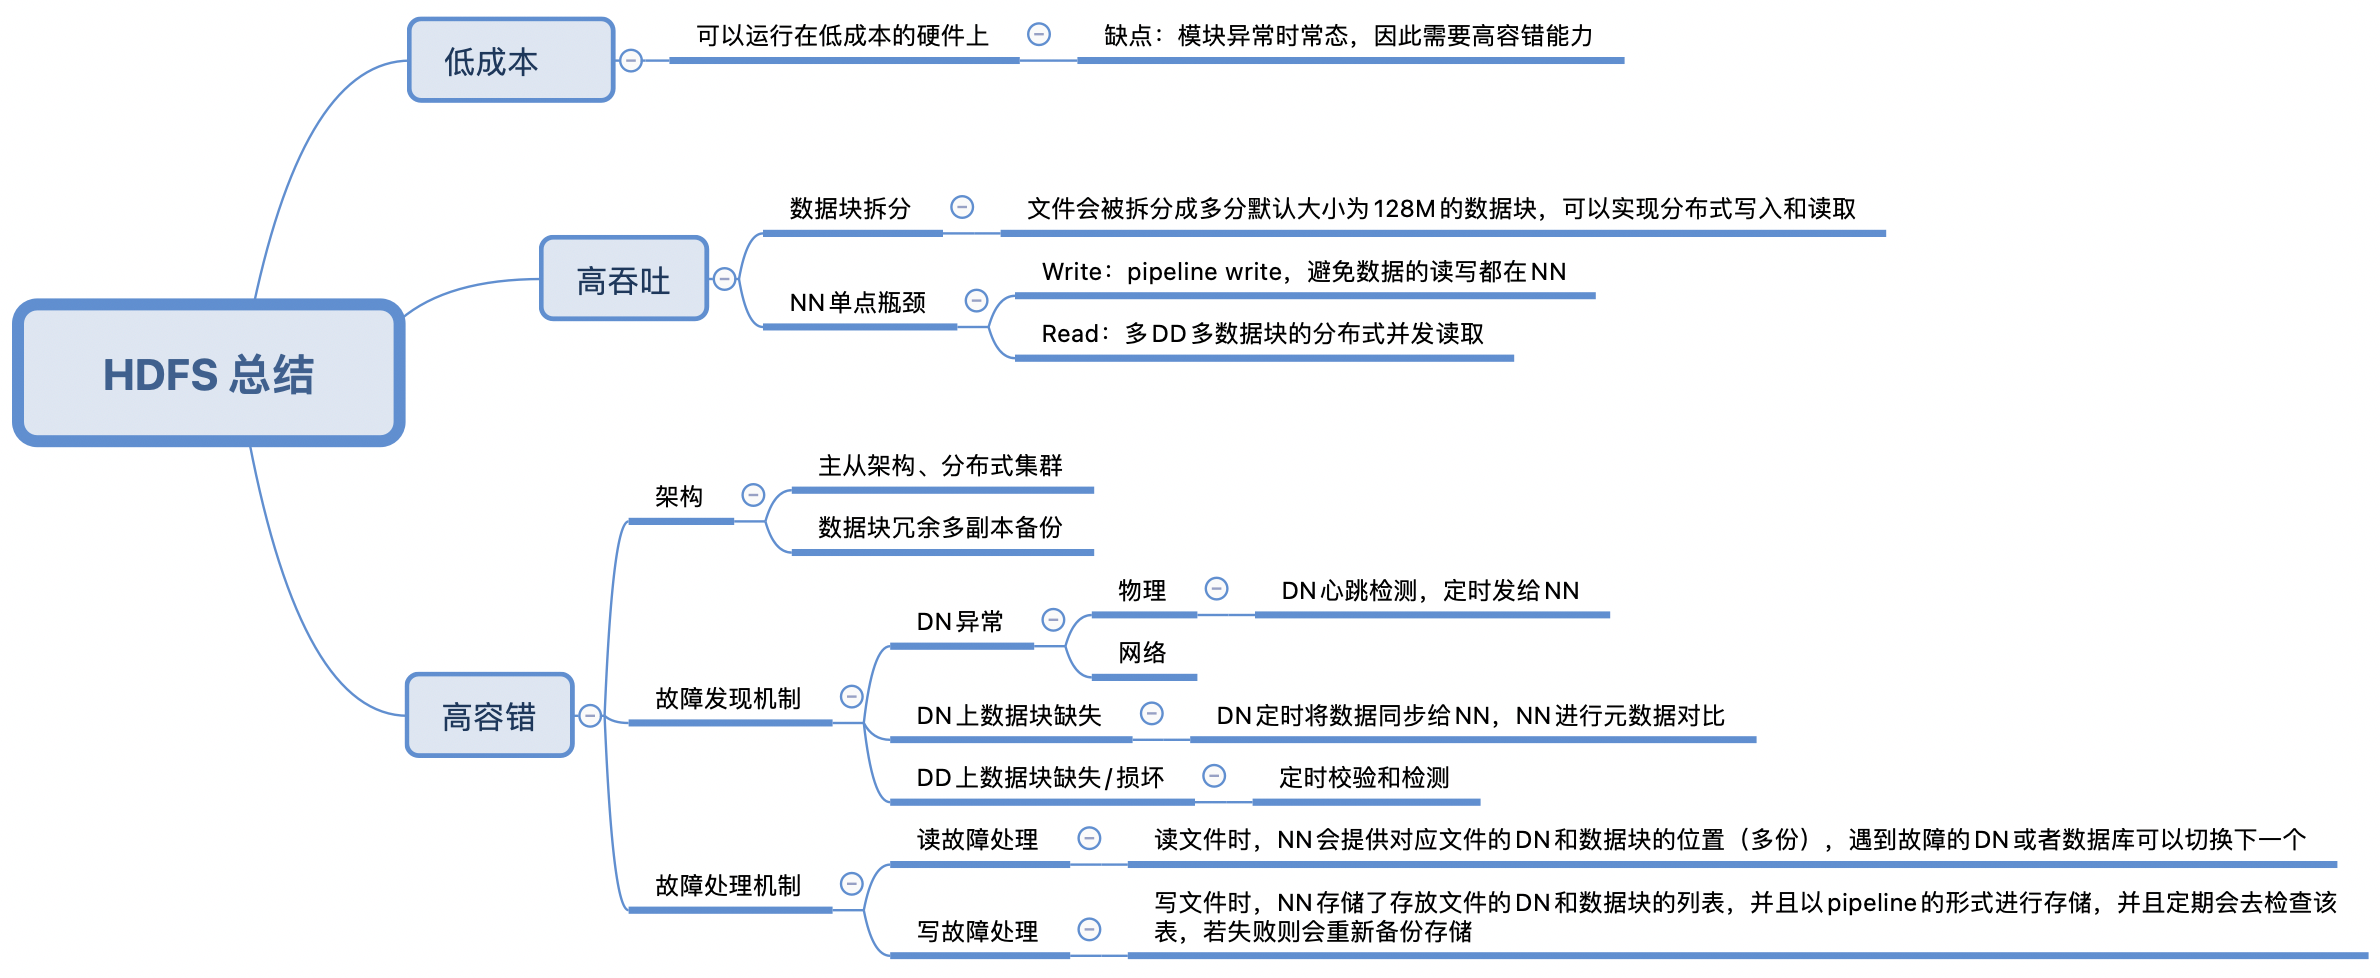 HDFS 总结
低成本
可以运行在低成本的硬件上
缺点：模块异常时常态，因此需要高容错能力
高吞吐
数据块拆分
文件会被拆分成多分默认大小为128M的数据块，可以实现分布式写入和读取
NN单点瓶颈
Write：pipeline write，避免数据的读写都在NN
Read：多DD多数据块的分布式并发读取
高容错
架构
主从架构、分布式集群
数据块冗余多副本备份
故障发现机制
DN异常
物理
DN心跳检测，定时发给NN
网络
DN上数据块缺失
DN定时将数据同步给NN，NN进行元数据对比
DD上数据块缺失/损坏
定时校验和检测
故障处理机制
读故障处理
读文件时，NN会提供对应文件的DN和数据块的位置（多份），遇到故障的DN或者数据库可以切换下一个
写故障处理
写文件时，NN存储了存放文件的DN和数据块的列表，并且以pipeline的形式进行存储，并且定期会去检查该
表，若失败则会重新备份存储